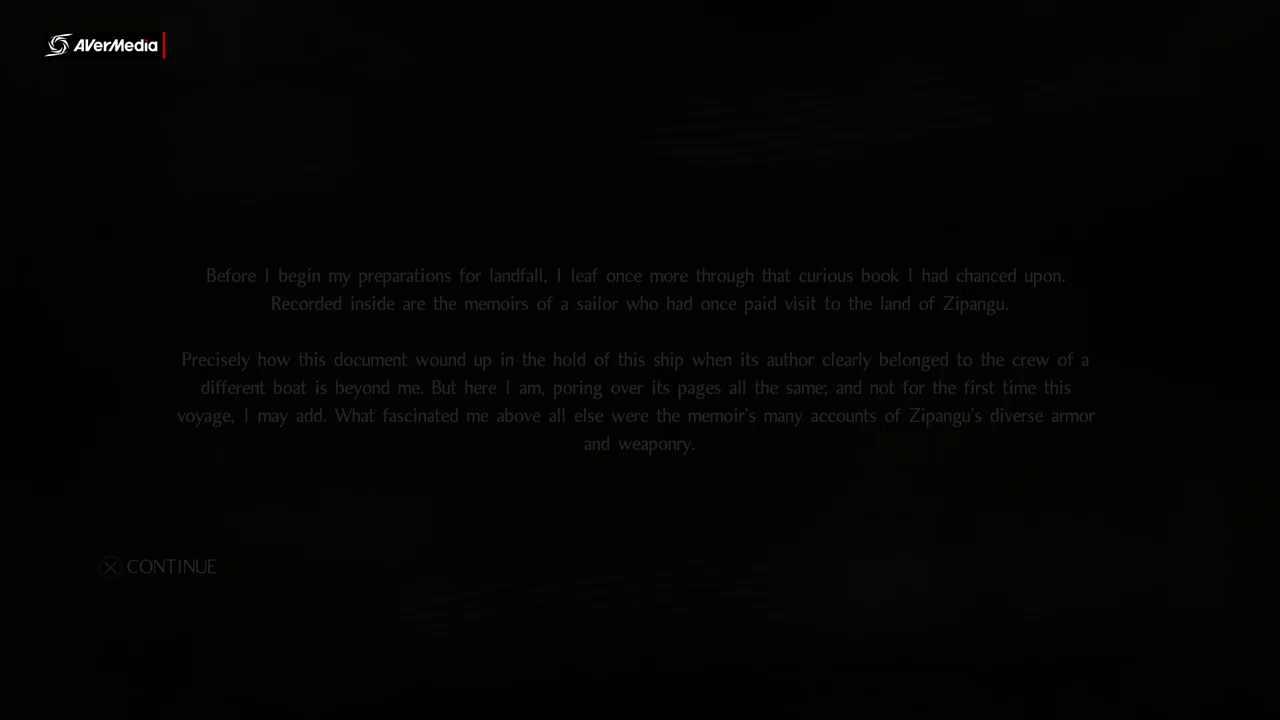 AVerMedia
Before I begin my preparations for landfall, I leaf once more through that curious book I had chanced upon.
Recorded inside are the memoirs of a sailor who had once paid visit to the land of Zipangu.
Precisely how this document wound up in the hold of this ship when its author clearly belonged to the crew of a
different boat is beyond me. But here I am, poring over its pages all the same; and not for the first time this
voyage, I may add. What fascinated me above all else were the memoir's many accounts of Zipangu's diverse armor
and weaponry.
CONTINUE